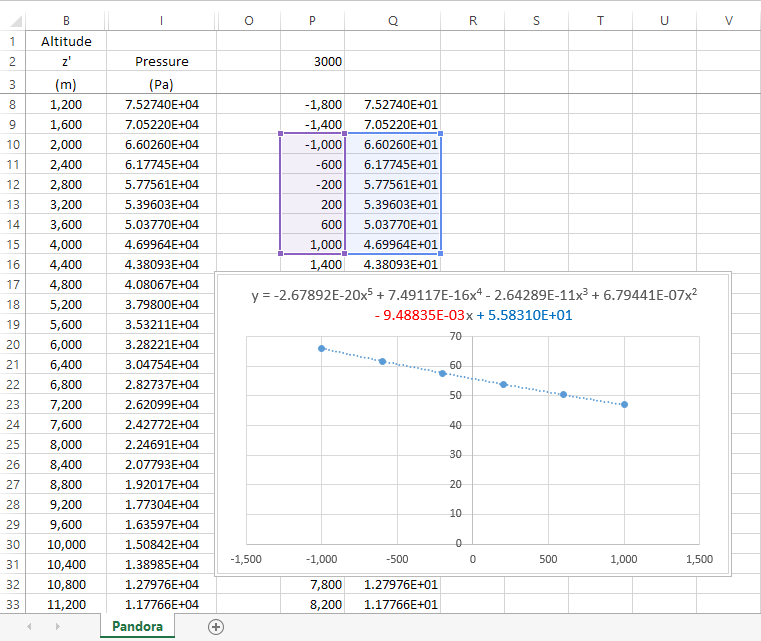 B I O P Q R S T U V
1 Altitude
2 z' Pressure 3000
3 (m) (Pa)
8 1,200 7.52740E+04 -1,800 7.52740E+01
9 1,600 7.05220E+04 -1,400 7.05220E+01
10 2,000 6.60260E+04 -1,000 6.60260E+01
11 2,400 6.17745E+04 -600 6.17745E+01
12 2,800 5.77561E+04 -200 5.77561E+01
13 3,200 5.39603E+04 200 5.39603E+01
14 3,600 5.03770E+04 600 5.03770E+01
15 4,000 4.69964E+04 1,000 4.69964E+01
16 4,400 4.38093E+04 1,400 4.38093E+01
17 4,800 4.08067E+04
18 5,200 3.79800E+04
19 5,600 3.53211E+04
20 6,000 3.28221E+04
21 6,400 3.04754E+04
22 6,800 2.82737E+04
23 7,200 2.62099E+04
24 7,600 2.42772E+04
25 8,000 2.24691E+04
26 8,400 2.07793E+04
27 8,800 1.92017E+04
28 9,200 1.77304E+04
29 9,600 1.63597E+04
30 10,000 1.50842E+04
31 10,400 1.38985E+04
32 10,800 1.27976E+04 7,800 1.27976E+01
33 11,200 1.17766E+04 8,200 1.17766E+01
y = -2.67892E-20x⁵ + 7.49117E-16x⁴ - 2.64289E-11x³ + 6.79441E-07x²
- 9.48835E-03x + 5.58310E+01
70
60
50
40
30
20
10
0
-1,500 -1,000 -500 0 500 1,000 1,500
Pandora